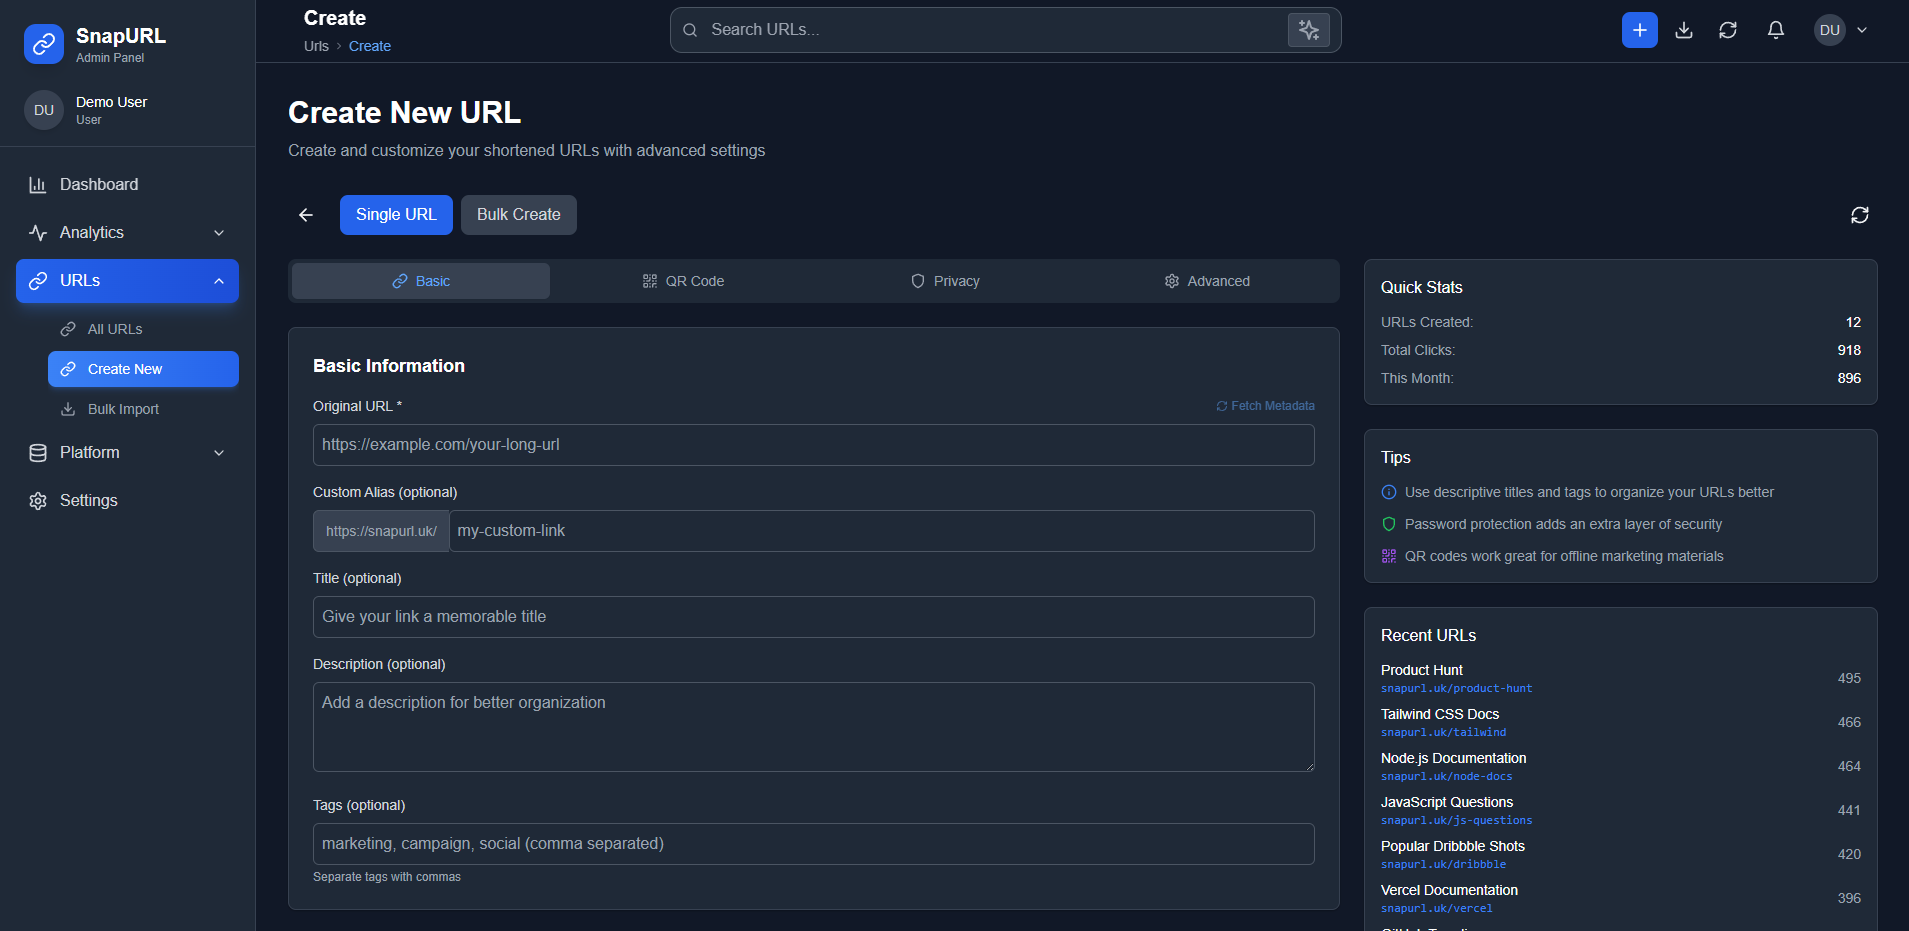 SnapURL
Admin Panel
DU
Demo User
User
Dashboard
Analytics
URLs
All URLs
Create New
Bulk Import
Platform
Settings
Create
Urls › Create
Search URLs...
DU
Create New URL
Create and customize your shortened URLs with advanced settings
Single URL
Bulk Create
Basic
QR Code
Privacy
Advanced
Basic Information
Original URL *
Fetch Metadata
https://example.com/your-long-url
Custom Alias (optional)
https://snapurl.uk/
my-custom-link
Title (optional)
Give your link a memorable title
Description (optional)
Add a description for better organization
Tags (optional)
marketing, campaign, social (comma separated)
Separate tags with commas
Quick Stats
URLs Created: 12
Total Clicks: 918
This Month: 896
Tips
Use descriptive titles and tags to organize your URLs better
Password protection adds an extra layer of security
QR codes work great for offline marketing materials
Recent URLs
Product Hunt
snapurl.uk/product-hunt
495
Tailwind CSS Docs
snapurl.uk/tailwind
466
Node.js Documentation
snapurl.uk/node-docs
464
JavaScript Questions
snapurl.uk/js-questions
441
Popular Dribbble Shots
snapurl.uk/dribbble
420
Vercel Documentation
snapurl.uk/vercel
396